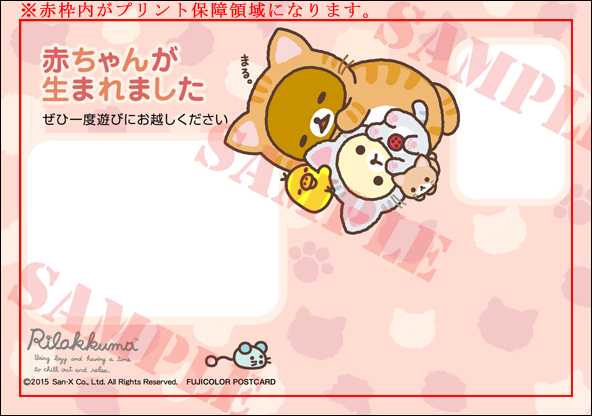 ※赤枠内がプリント保障領域になります。
赤ちゃんが
生まれました
ぜひ一度遊びにお越しください
まる。
SAMPLE
SAMPLE
SAMPLE
Rilakkuma™
Being lazy and having a time
to chill out and relax.
©2015 San-X Co., Ltd. All Rights Reserved. FUJICOLOR POSTCARD